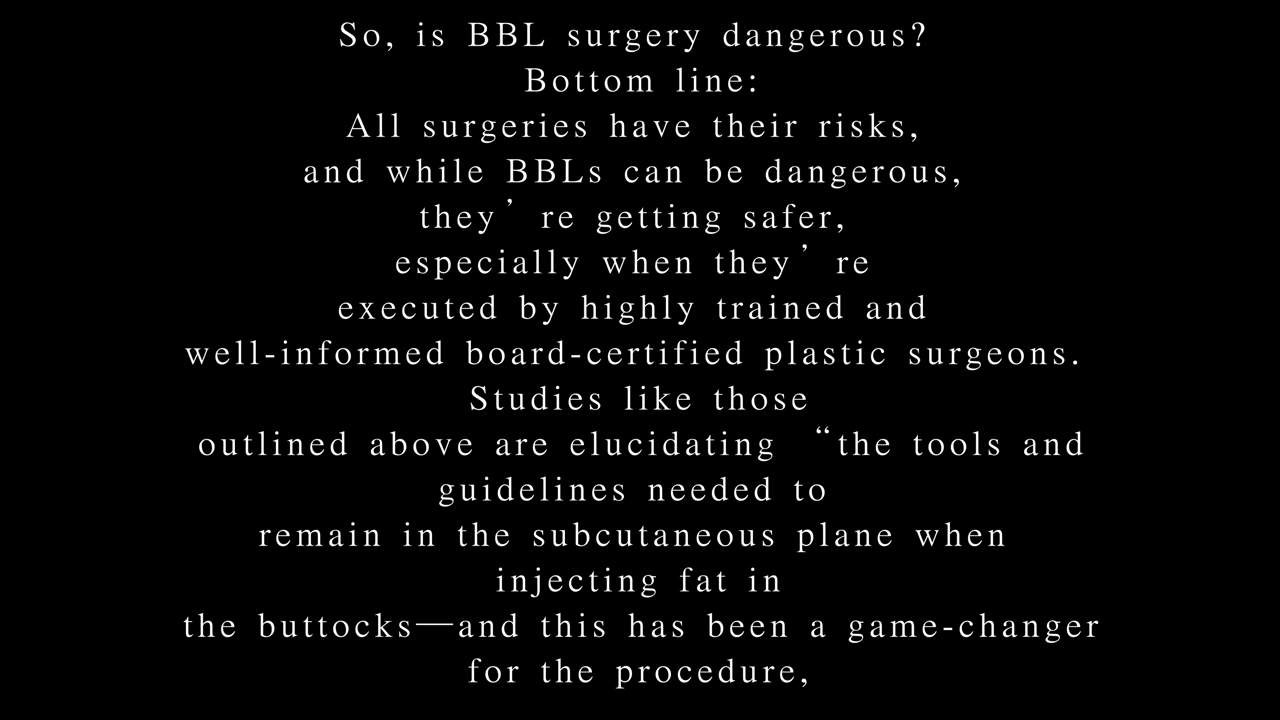 So, is BBL surgery dangerous?
Bottom line:
All surgeries have their risks,
and while BBLs can be dangerous,
they’re getting safer,
especially when they’re
executed by highly trained and
well-informed board-certified plastic surgeons.
Studies like those
outlined above are elucidating “the tools and
guidelines needed to
remain in the subcutaneous plane when
injecting fat in
the buttocks—and this has been a game-changer
for the procedure,